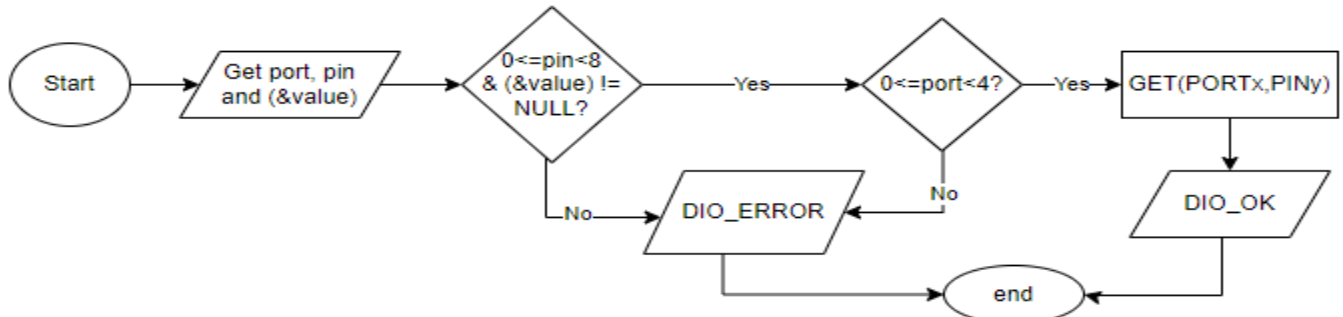 Start
Get port, pin
and (&value)
0<=pin<8
& (&value) !=
NULL?
Yes
0<=port<4?
Yes
GET(PORTx,PINy)
No
DIO_ERROR
No
DIO_OK
end